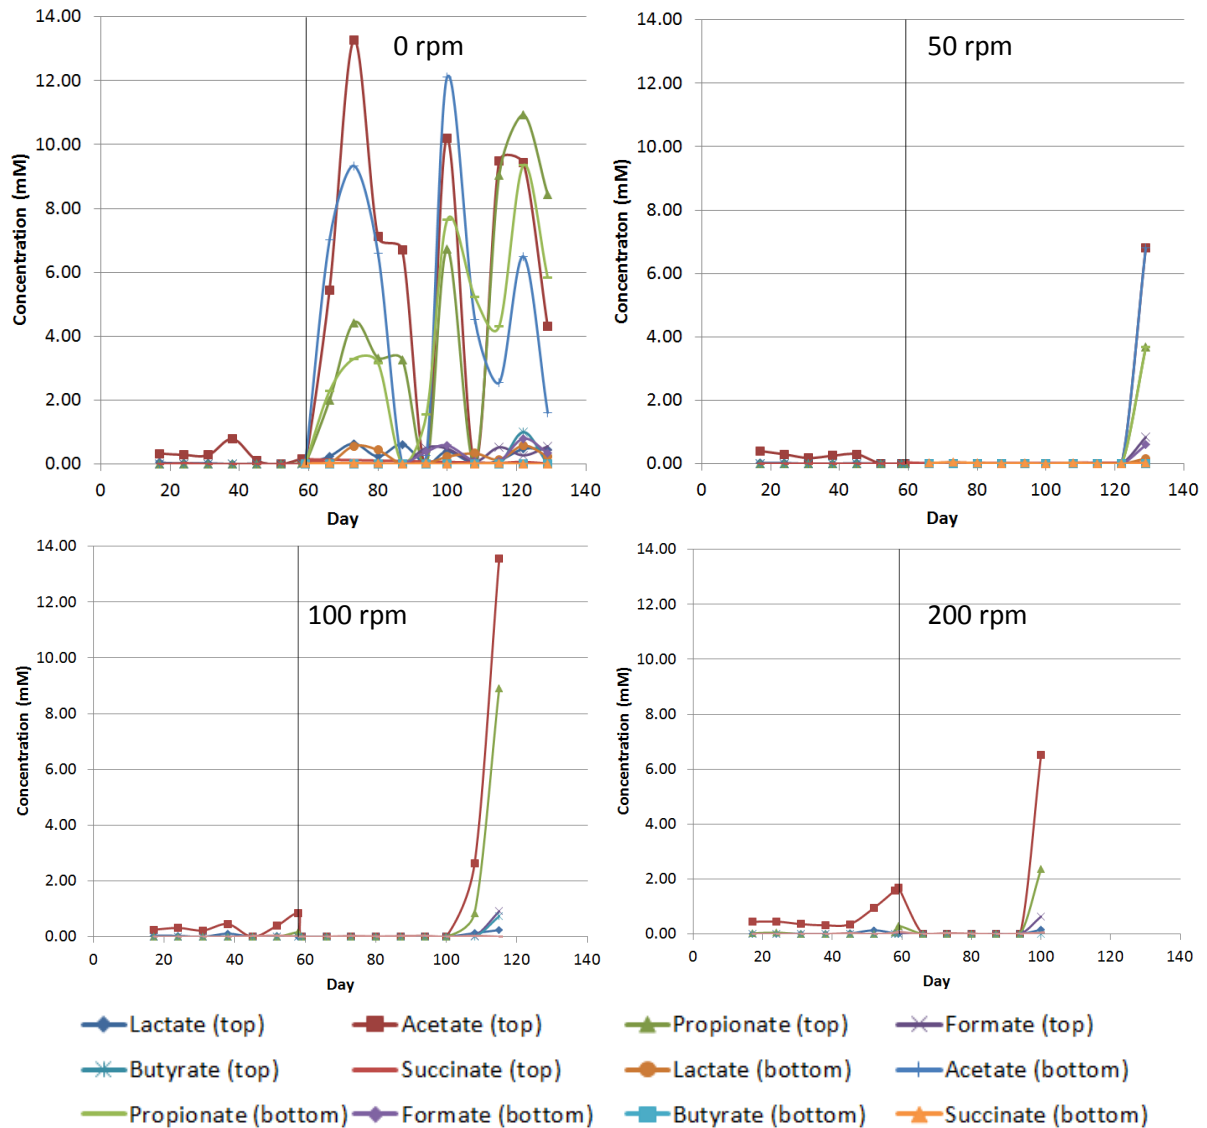 0 rpm
14.00
12.00
10.00
8.00
6.00
4.00
2.00
0.00
Concentration (mM)
0 20 40 60 80 100 120 140
Day
50 rpm
14.00
12.00
10.00
8.00
6.00
4.00
2.00
0.00
Concentraton (mM)
0 20 40 60 80 100 120 140
Day
100 rpm
14.00
12.00
10.00
8.00
6.00
4.00
2.00
0.00
Concentration (mM)
0 20 40 60 80 100 120 140
Day
200 rpm
14.00
12.00
10.00
8.00
6.00
4.00
2.00
0.00
Concentration (mM)
0 20 40 60 80 100 120 140
Day
Lactate (top) Acetate (top) Propionate (top) Formate (top)
Butyrate (top) Succinate (top) Lactate (bottom) Acetate (bottom)
Propionate (bottom) Formate (bottom) Butyrate (bottom) Succinate (bottom)